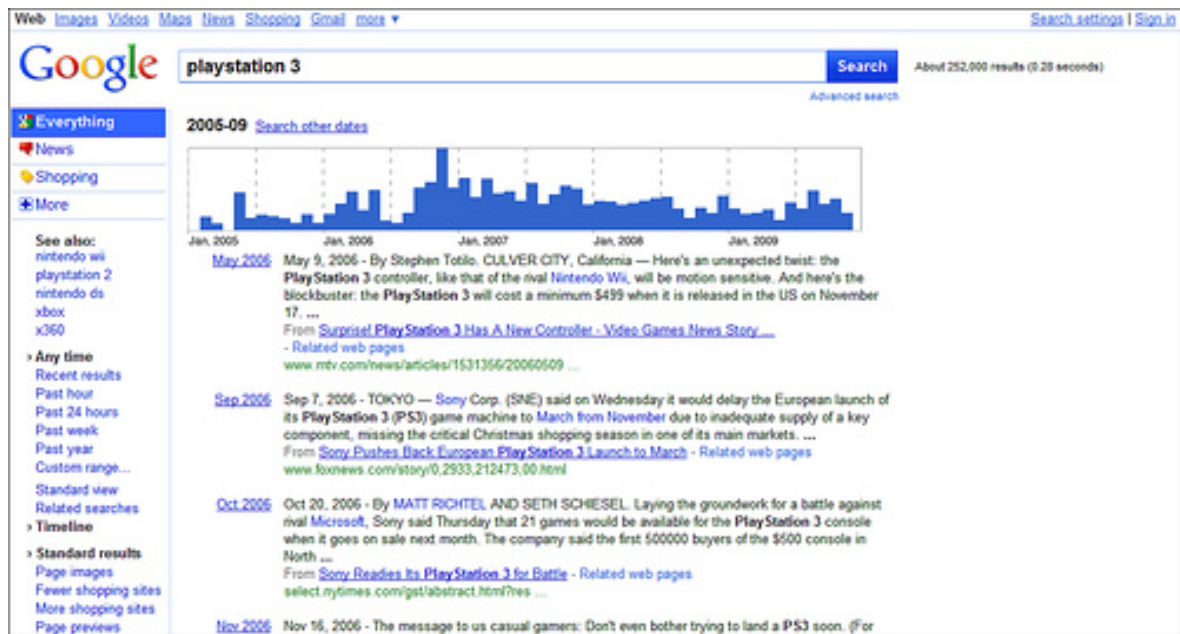 Web Images Videos Maps News Shopping Gmail more ▼
Search settings | Sign in
Google
playstation 3
Search
About 252,000 results (0.28 seconds)
Advanced search
Everything
News
Shopping
More
See also:
nintendo wii
playstation 2
nintendo ds
xbox
x360
› Any time
Recent results
Past hour
Past 24 hours
Past week
Past year
Custom range...
Standard view
Related searches
› Timeline
› Standard results
Page images
Fewer shopping sites
More shopping sites
Page previews
2005-09 Search other dates
Jan, 2005 Jan, 2006 Jan, 2007 Jan, 2008 Jan, 2009
May 2006 May 9, 2006 - By Stephen Totilo. CULVER CITY, California — Here's an unexpected twist: the
PlayStation 3 controller, like that of the rival Nintendo Wii, will be motion sensitive. And here's the
blockbuster: the PlayStation 3 will cost a minimum $499 when it is released in the US on November
17. ...
From Surprise! PlayStation 3 Has A New Controller - Video Games News Story ...
- Related web pages
www.mtv.com/news/articles/1531356/20060509 ...
Sep 2006 Sep 7, 2006 - TOKYO — Sony Corp. (SNE) said on Wednesday it would delay the European launch of
its PlayStation 3 (PS3) game machine to March from November due to inadequate supply of a key
component, missing the critical Christmas shopping season in one of its main markets. ...
From Sony Pushes Back European PlayStation 3 Launch to March - Related web pages
www.foxnews.com/story/0,2933,212473,00.html
Oct 2006 Oct 20, 2006 - By MATT RICHTEL AND SETH SCHIESEL. Laying the groundwork for a battle against
rival Microsoft, Sony said Thursday that 21 games would be available for the PlayStation 3 console
when it goes on sale next month. The company said the first 500000 buyers of the $500 console in
North ...
From Sony Readies Its PlayStation 3 for Battle - Related web pages
select.nytimes.com/gst/abstract.html?res ...
Nov 2006 Nov 16, 2006 - The message to us casual gamers: Don't even bother trying to land a PS3 soon. (For